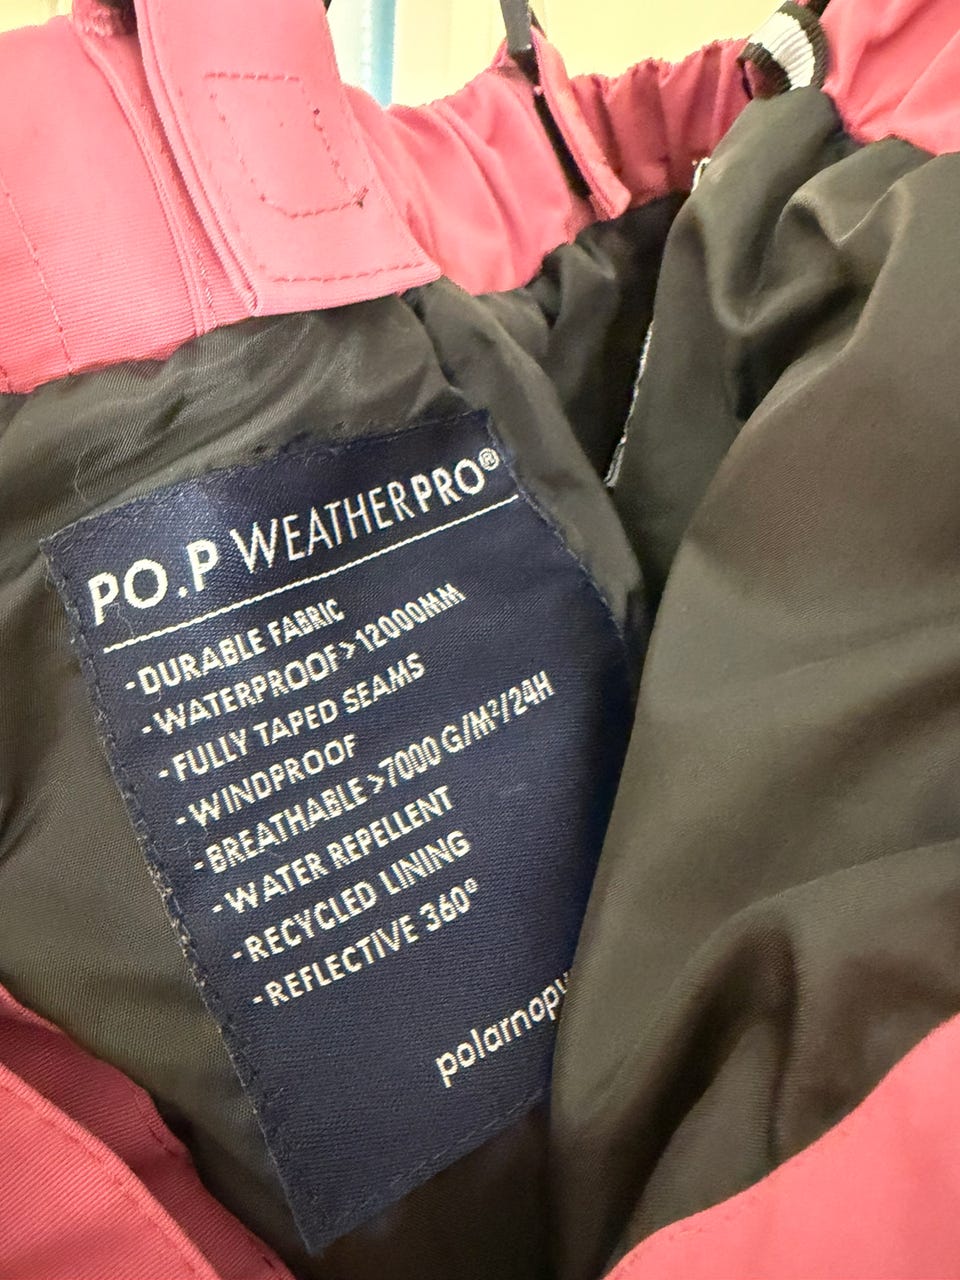 PO.P WEATHERPRO®
-DURABLE FABRIC
-WATERPROOF>12000MM
-FULLY TAPED SEAMS
-WINDPROOF
-BREATHABLE>7000 G/M²/24H
-WATER REPELLENT
-RECYCLED LINING
-REFLECTIVE 360°